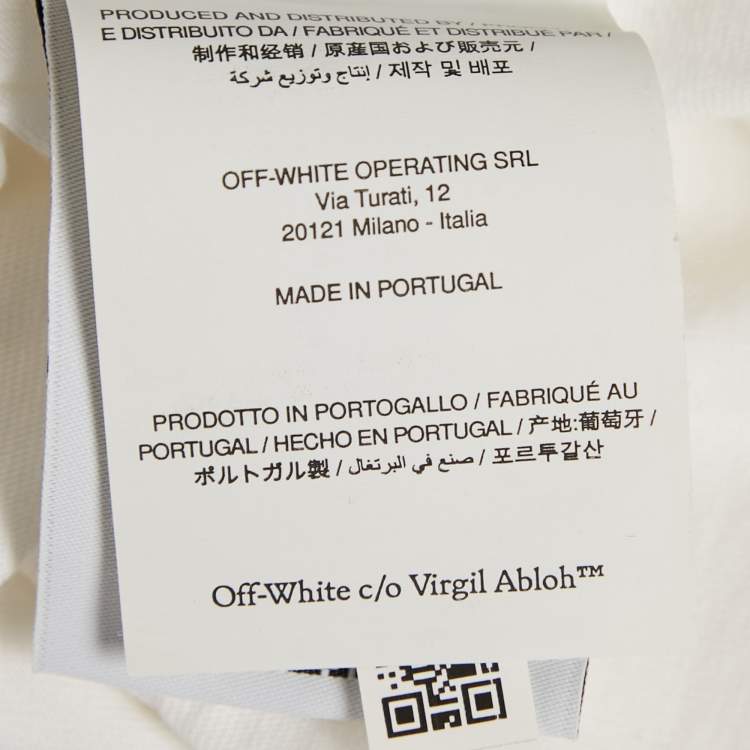 PRODUCED AND DISTRIBUTED BY /
E DISTRIBUITO DA / FABRIQUÉ ET DISTRIBUÉ PAR /
制作和经销 / 原産国および販売元 /
إنتاج وتوزيع شركة / 제작 및 배포
OFF-WHITE OPERATING SRL
Via Turati, 12
20121 Milano - Italia
MADE IN PORTUGAL
PRODOTTO IN PORTOGALLO / FABRIQUÉ AU
PORTUGAL / HECHO EN PORTUGAL / 产地:葡萄牙 /
ポルトガル製 / صنع في البرتغال / 포르투갈산
Off-White c/o Virgil Abloh™